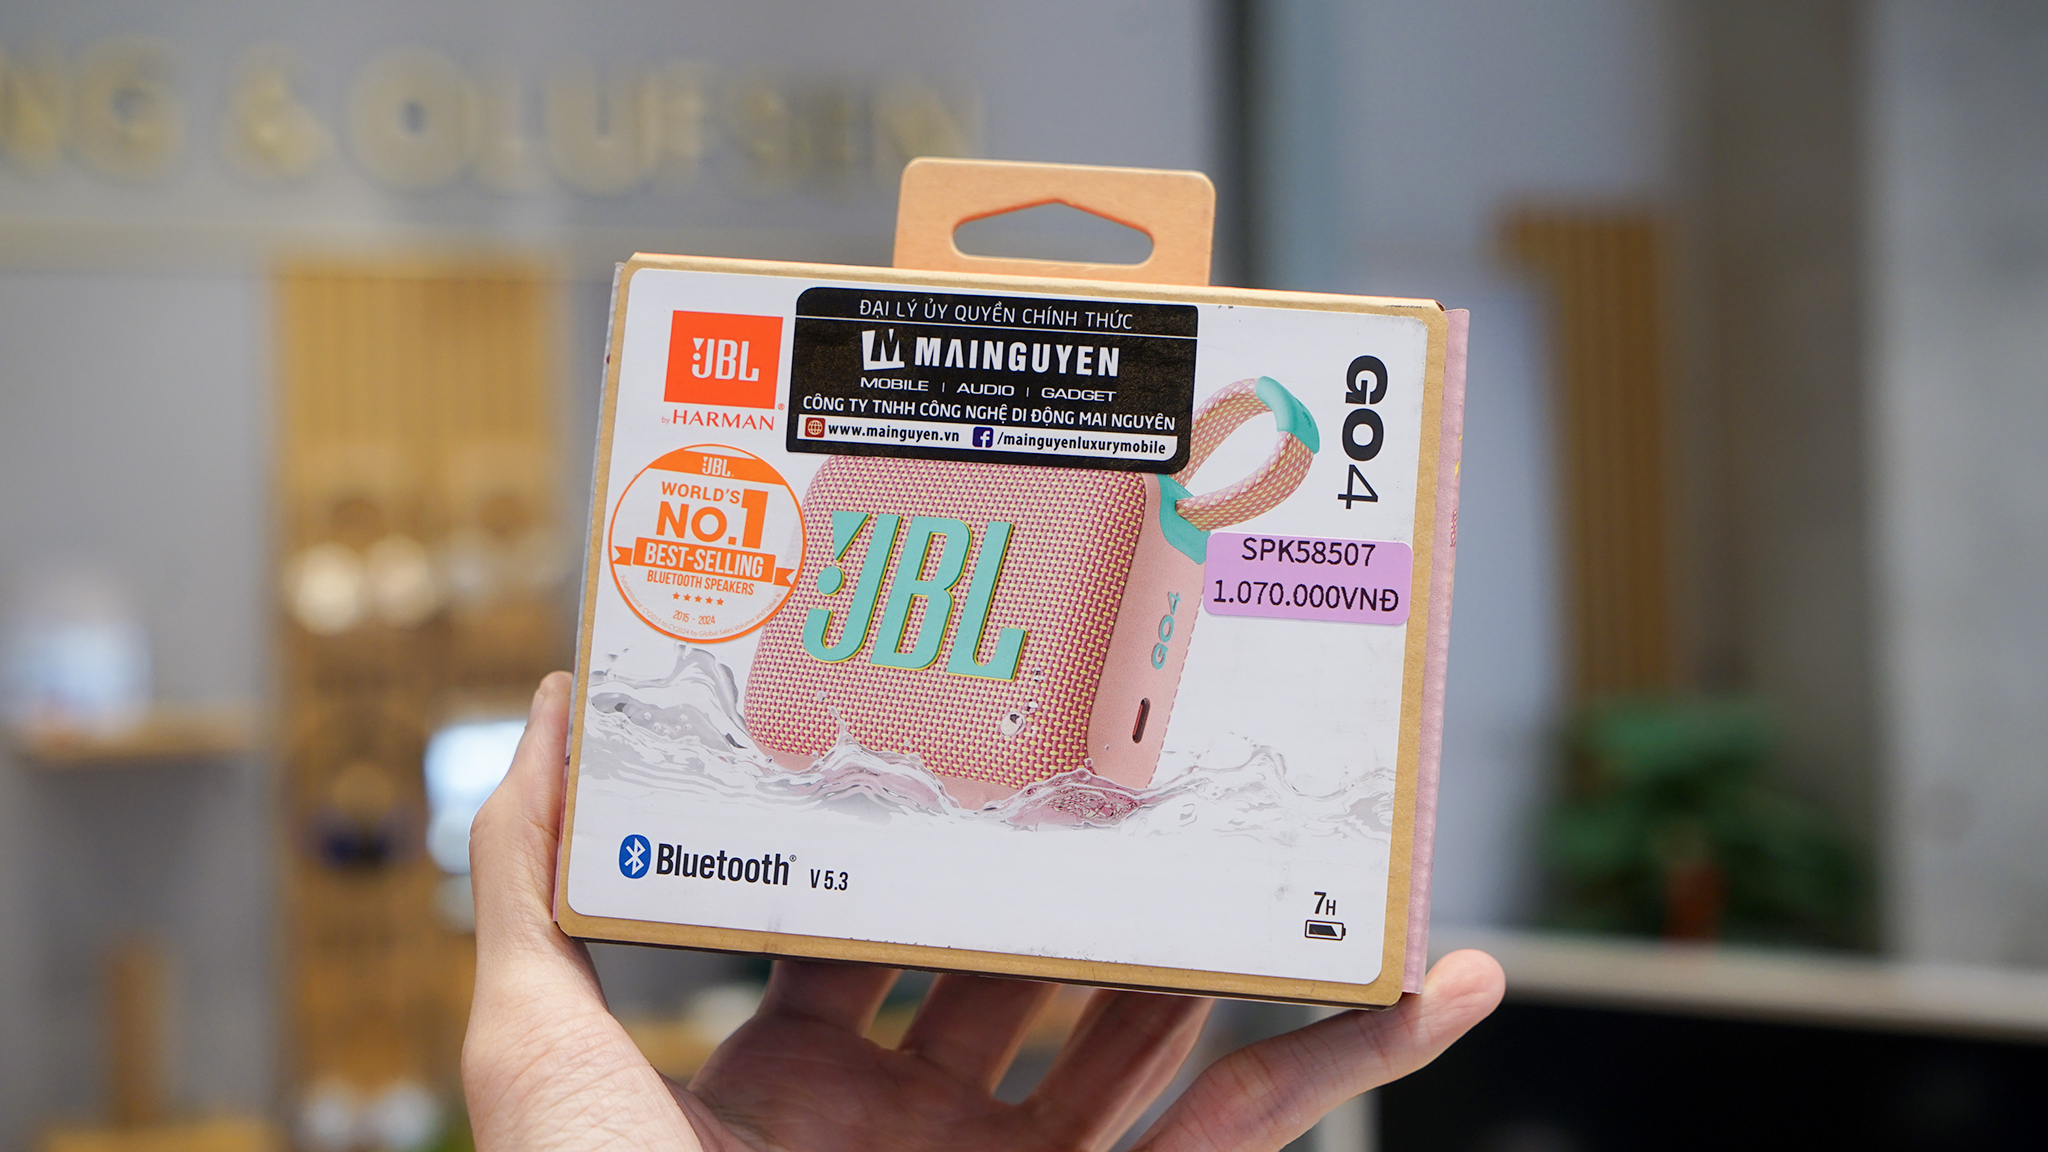 NG & OLUFSEN
ĐẠI LÝ ỦY QUYỀN CHÍNH THỨC
MAINGUYEN
MOBILE | AUDIO | GADGET
CÔNG TY TNHH CÔNG NGHỆ DI ĐỘNG MAI NGUYÊN
www.mainguyen.vn f /mainguyenluxurymobile
JBL®
by HARMAN
GO4
JBL
WORLD'S
NO.1
BEST-SELLING
BLUETOOTH SPEAKERS
2015 - 2024
JBL
GO4
SPK58507
1.070.000VNĐ
Bluetooth® V 5.3
7H